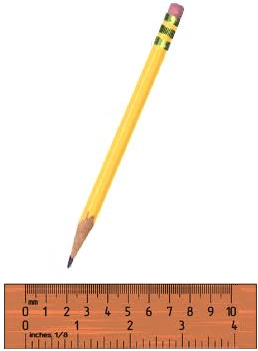 mm
0 1 2 3 4 5 6 7 8 9 10
0 1 2 3 4
inches, 1/8